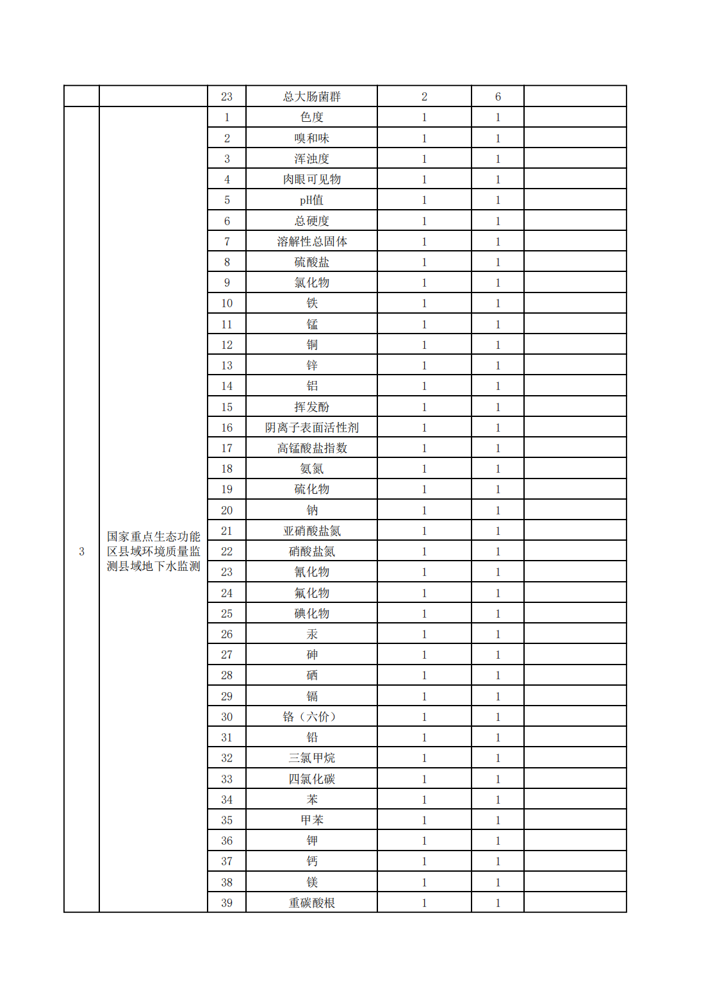 23 总大肠菌群 2 6
1 色度 1 1
2 嗅和味 1 1
3 浑浊度 1 1
4 肉眼可见物 1 1
5 pH值 1 1
6 总硬度 1 1
7 溶解性总固体 1 1
8 硫酸盐 1 1
9 氯化物 1 1
10 铁 1 1
11 锰 1 1
12 铜 1 1
13 锌 1 1
14 铝 1 1
15 挥发酚 1 1
16 阴离子表面活性剂 1 1
17 高锰酸盐指数 1 1
18 氨氮 1 1
19 硫化物 1 1
20 钠 1 1
21 亚硝酸盐氮 1 1
3
国家重点生态功能
区县域环境质量监
测县域地下水监测
22 硝酸盐氮 1 1
23 氰化物 1 1
24 氟化物 1 1
25 碘化物 1 1
26 汞 1 1
27 砷 1 1
28 硒 1 1
29 镉 1 1
30 铬（六价） 1 1
31 铅 1 1
32 三氯甲烷 1 1
33 四氯化碳 1 1
34 苯 1 1
35 甲苯 1 1
36 钾 1 1
37 钙 1 1
38 镁 1 1
39 重碳酸根 1 1